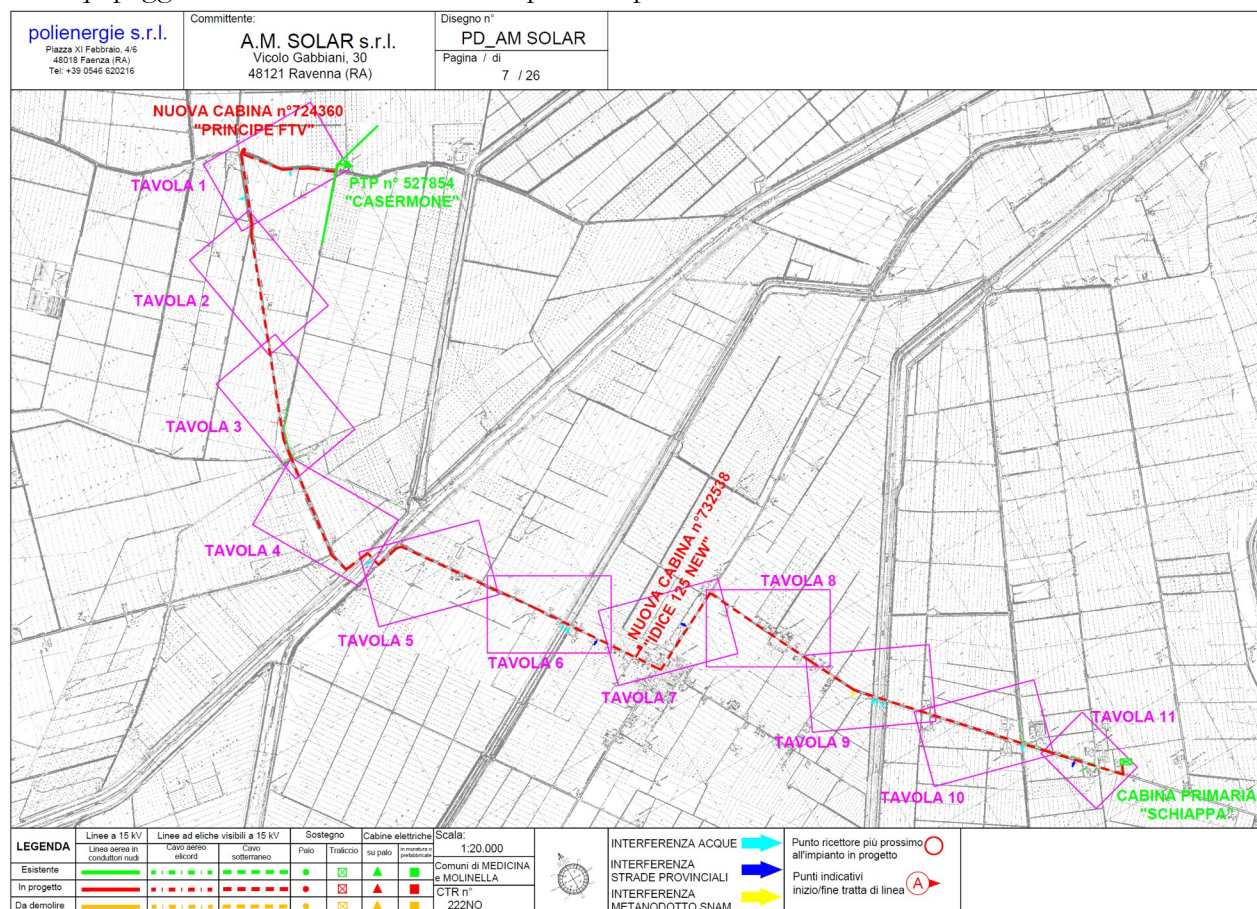 polienergie s.r.l.
Piazza XI Febbraio, 4/6
48018 Faenza (RA)
Tel: +39 0546 620216
Committente:
A.M. SOLAR s.r.l.
Vicolo Gabbiani, 30
48121 Ravenna (RA)
Disegno n°
PD_AM SOLAR
Pagina / di
7 / 26
NUOVA CABINA n°724360
"PRINCIPE FTV"
TAVOLA 1
PTP n° 527854
"CASERMONE"
TAVOLA 2
TAVOLA 3
TAVOLA 4
TAVOLA 5
TAVOLA 6
NUOVA CABINA n°732538
"IDICE 125 NEW"
TAVOLA 7
TAVOLA 8
TAVOLA 9
TAVOLA 10
TAVOLA 11
CABINA PRIMARIA
"SCHIAPPA"
LEGENDA
Linee a 15 kV
Linea aerea in
conduttori nudi
Linee ad eliche visibili a 15 kV
Cavo aereo
elicord
Cavo
sotterraneo
Sostegno
Palo
Traliccio
Cabine elettriche
su palo
in muratura o
prefabbricate
Esistente
In progetto
Da demolire
Scala:
1:20.000
Comuni di MEDICINA
e MOLINELLA
CTR n°
222NO
INTERFERENZA ACQUE
INTERFERENZA
STRADE PROVINCIALI
INTERFERENZA
METANODOTTO SNAM
Punto ricettore più prossimo
all'impianto in progetto
Punti indicativi
inizio/fine tratta di linea
A